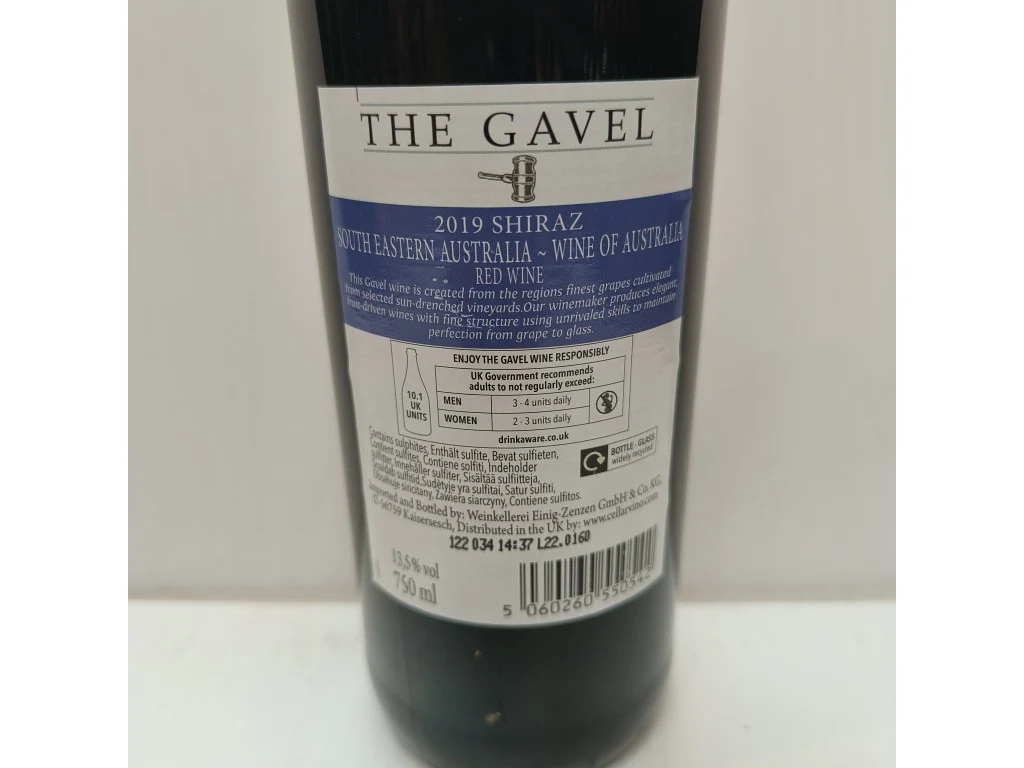 THE GAVEL
2019 SHIRAZ
SOUTH EASTERN AUSTRALIA ~ WINE OF AUSTRALIA
RED WINE
This Gavel wine is created from the regions finest grapes cultivated
from selected sun-drenched vineyards.Our winemaker produces elegant,
fruit-driven wines with fine structure using unrivaled skills to maintain
perfection from grape to glass.
ENJOY THE GAVEL WINE RESPONSIBLY
UK Government recommends
adults to not regularly exceed:
MEN 3 - 4 units daily
WOMEN 2 - 3 units daily
10.1
UK
UNITS
drinkaware.co.uk
BOTTLE - GLASS
widely recycled
Contains sulphites, Enthält sulfite, Bevat sulfieten,
Contient sulfites, Contiene solfiti, Indeholder
sulfiter, Innehåller sulfiter, Sisältää sulfiitteja,
Sisaldab sulfitid, Sudėtyje yra sulfitai, Satur sulfiti,
Obsahuje siričitany, Zawiera siarczyny, Contiene sulfitos.
Imported and Bottled by: Weinkellerei Einig-Zenzen GmbH & Co. KG,
56759 Kaisersesch, Distributed in the UK by: www.cellarvino.com
122 034 14:37 L22.0160
13,5% vol
750 ml
5 060260 550542